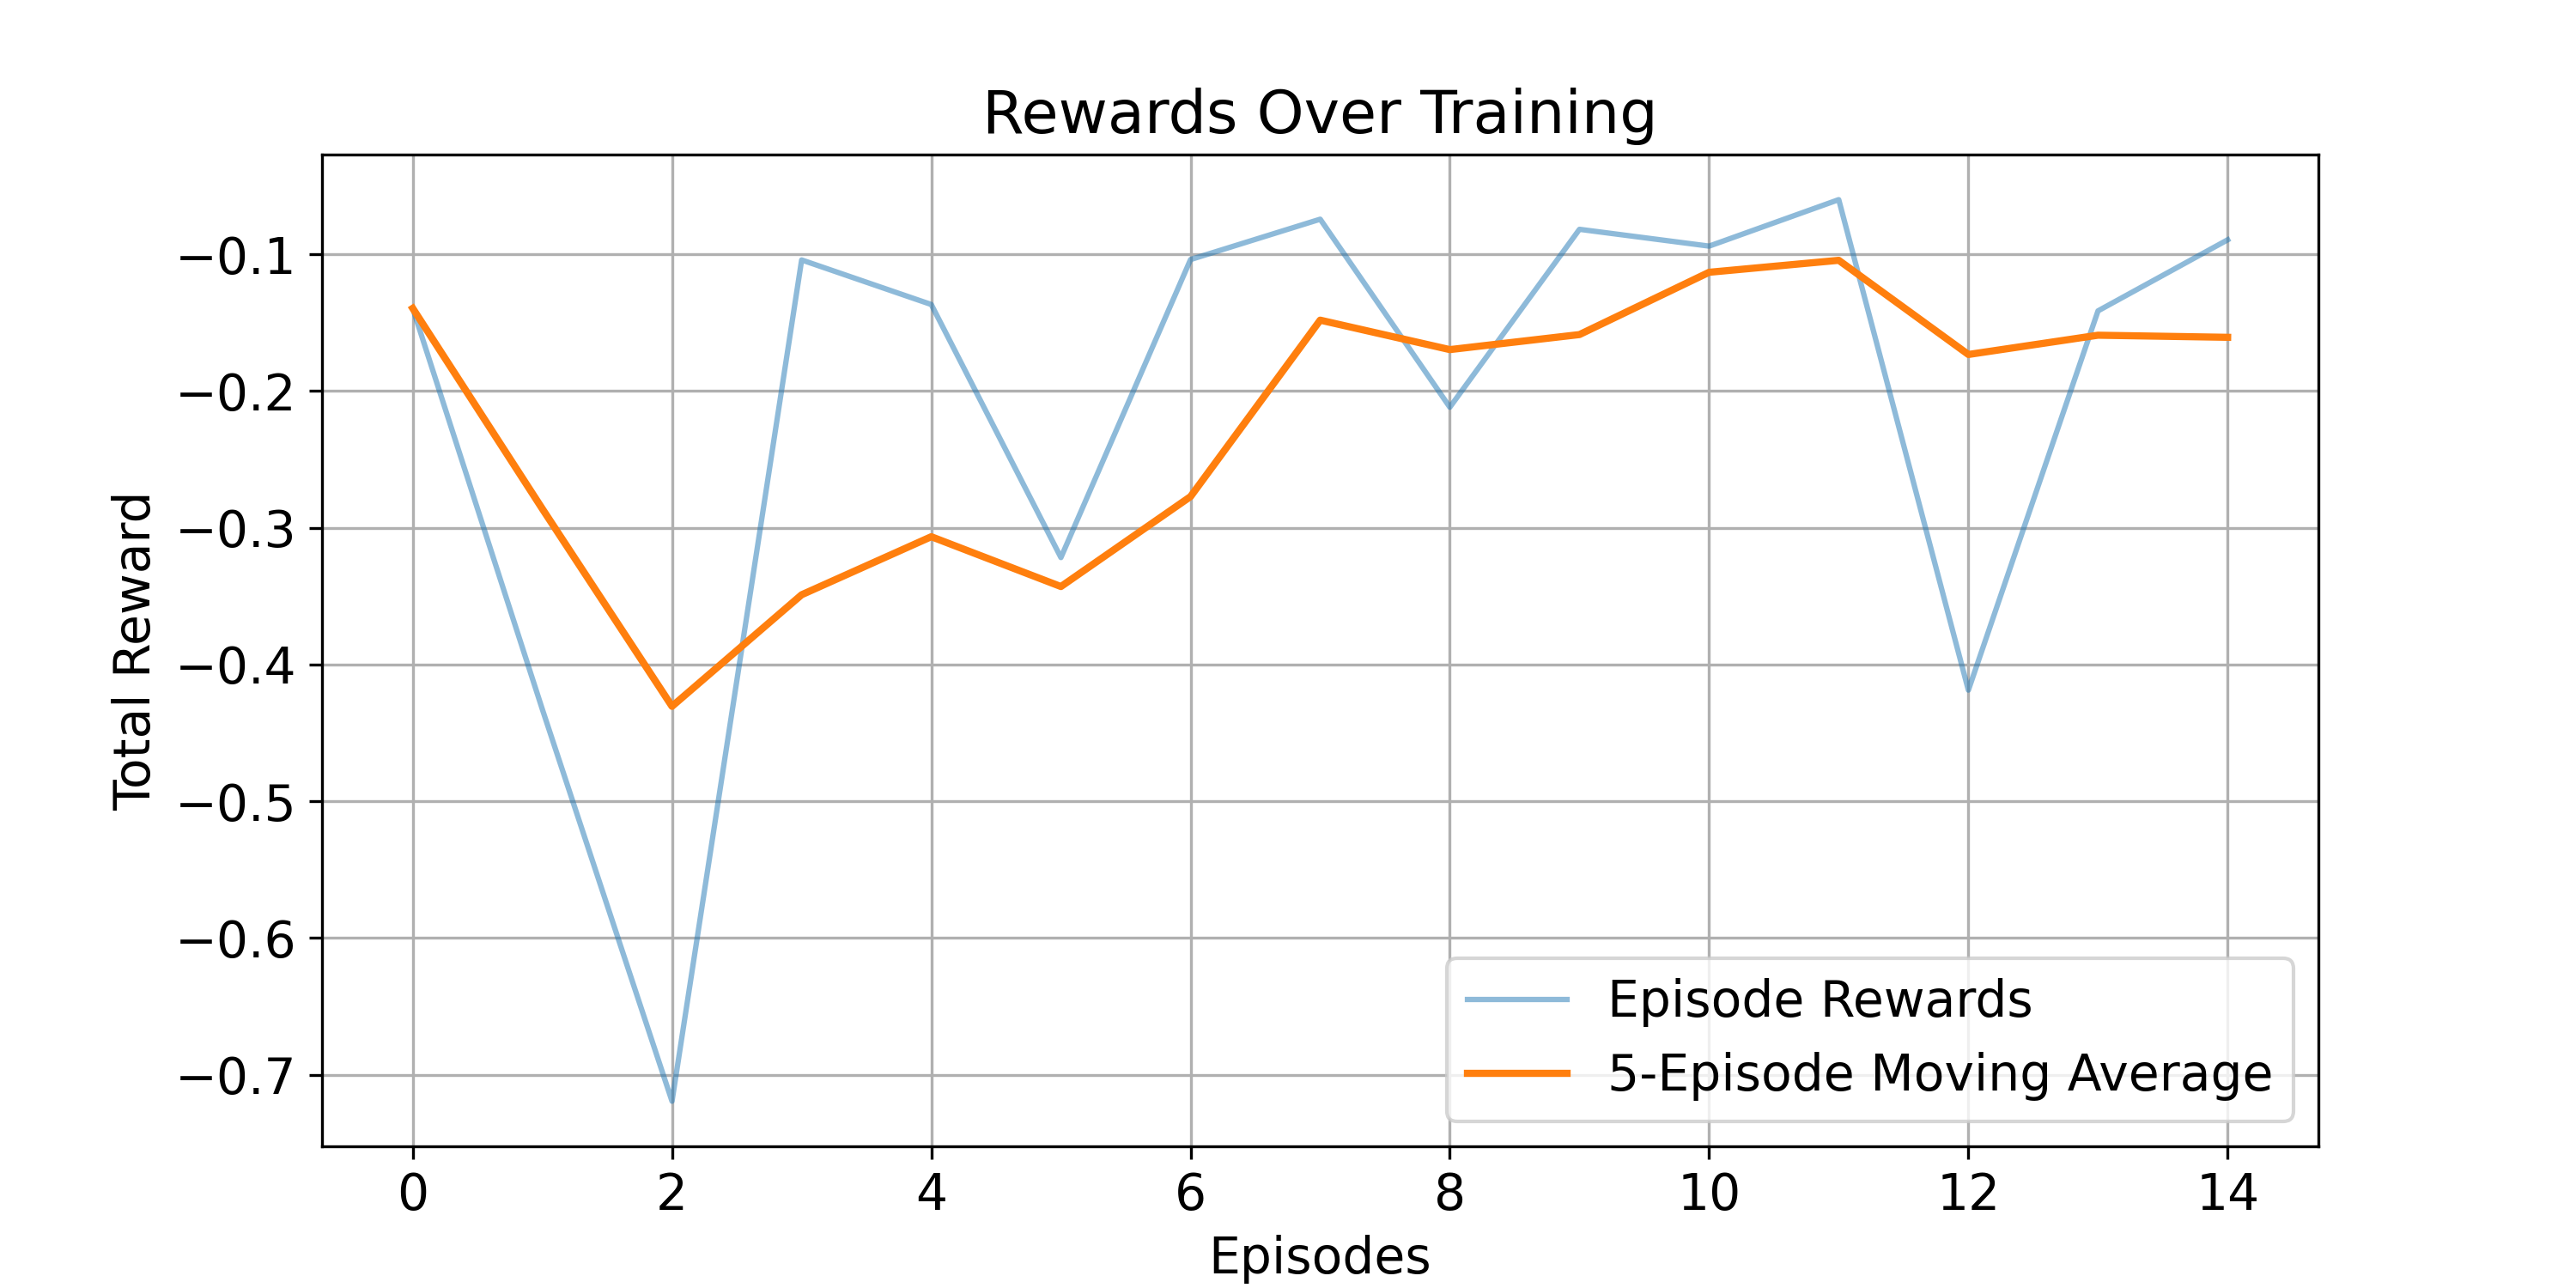 Rewards Over Training
Total Reward
−0.1
−0.2
−0.3
−0.4
−0.5
−0.6
−0.7
Episode Rewards
5-Episode Moving Average
0 2 4 6 8 10 12 14
Episodes